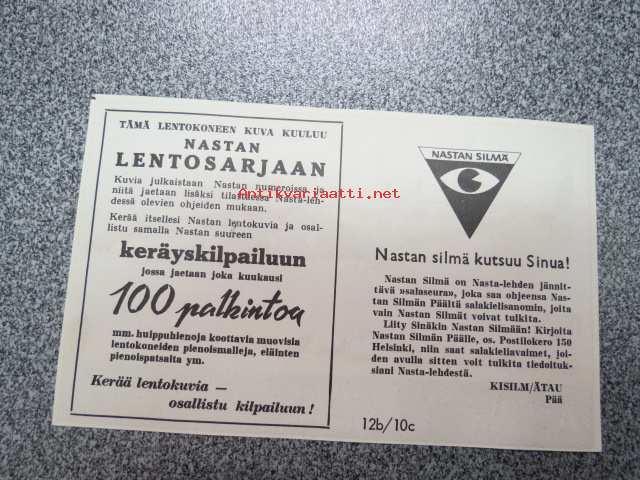 TÄMÄ LENTOKONEEN KUVA KUULUU
NASTAN
LENTOSARJAAN
Kuvia julkaistaan Nastan numeroissa ja
niitä jaetaan lisäksi tilattaessa Nasta-leh-
dessä olevien ohjeiden mukaan.
Kerää itsellesi Nastan lentokuvia ja osal-
listu samalla Nastan suureen
keräyskilpailuun
jossa jaetaan joka kuukausi
100 palkintoa
mm. huippuhienoja koottavia muovisia
lentokoneiden pienoismalleja, eläinten
pienoispatsaita ym.
Kerää lentokuvia —
osallistu kilpailuun!
NASTAN SILMÄ
Nastan silmä kutsuu Sinua!
Nastan Silmä on Nasta-lehden jännit-
tävä »salaseura», joka saa ohjeensa Nas-
tan Silmän Päältä salakielisanomin, joita
vain Nastan Silmät voivat tulkita.
Liity Sinäkin Nastan Silmään! Kirjoita
Nastan Silmän Päälle, os. Postilokero 150
Helsinki, niin saat salakieliavaimet, joi-
den avulla sitten voit tulkita tiedoituk-
siani Nasta-lehdestä.
KISILM/ÄTAU
Pää
12b/10c
Antikvariaatti.net